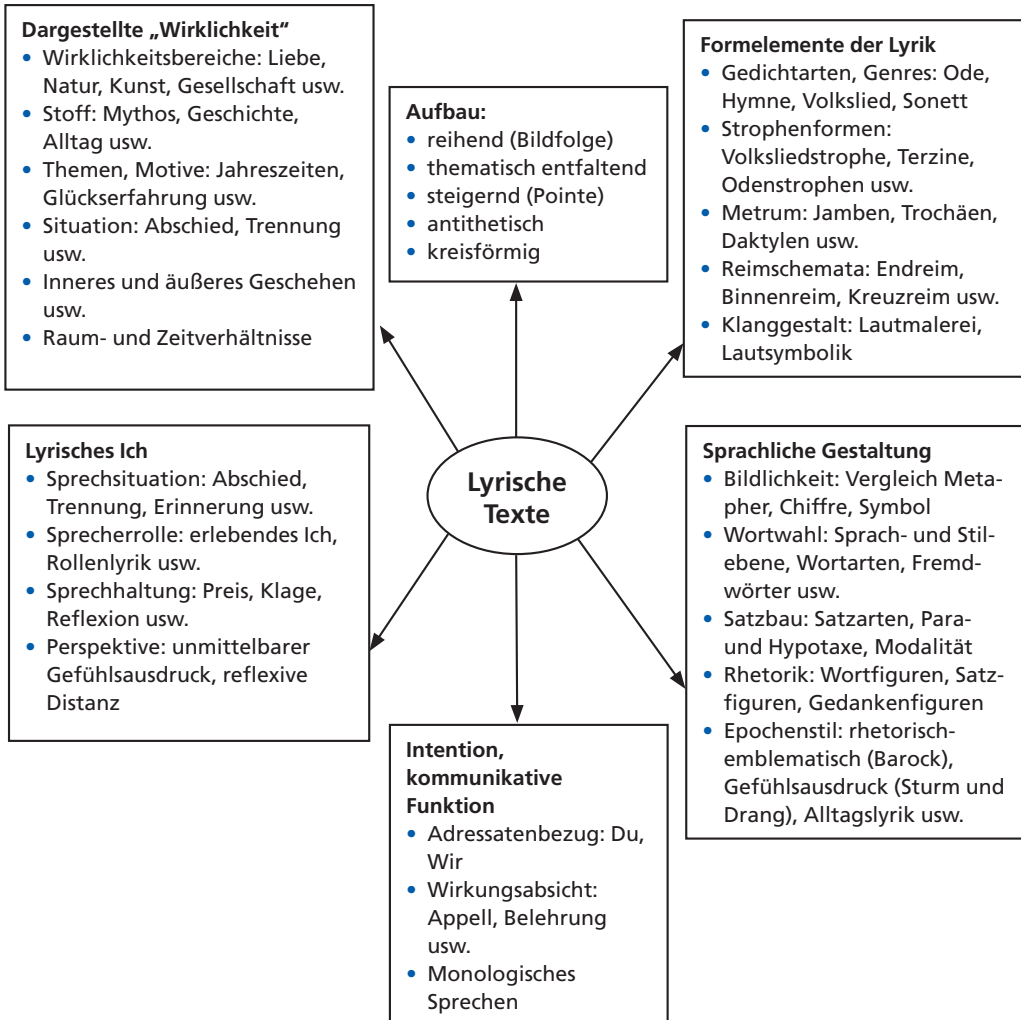 Dargestellte „Wirklichkeit“
• Wirklichkeitsbereiche: Liebe,
Natur, Kunst, Gesellschaft usw.
• Stoff: Mythos, Geschichte,
Alltag usw.
• Themen, Motive: Jahreszeiten,
Glückserfahrung usw.
• Situation: Abschied, Trennung
usw.
• Inneres und äußeres Geschehen
usw.
• Raum- und Zeitverhältnisse
Aufbau:
• reihend (Bildfolge)
• thematisch entfaltend
• steigernd (Pointe)
• antithetisch
• kreisförmig
Formelemente der Lyrik
• Gedichtarten, Genres: Ode,
Hymne, Volkslied, Sonett
• Strophenformen:
Volksliedstrophe, Terzine,
Odenstrophen usw.
• Metrum: Jamben, Trochäen,
Daktylen usw.
• Reimschemata: Endreim,
Binnenreim, Kreuzreim usw.
• Klanggestalt: Lautmalerei,
Lautsymbolik
Lyrisches Ich
• Sprechsituation: Abschied,
Trennung, Erinnerung usw.
• Sprecherrolle: erlebendes Ich,
Rollenlyrik usw.
• Sprechhaltung: Preis, Klage,
Reflexion usw.
• Perspektive: unmittelbarer
Gefühlsausdruck, reflexive
Distanz
Lyrische
Texte
Sprachliche Gestaltung
• Bildlichkeit: Vergleich Meta-
pher, Chiffre, Symbol
• Wortwahl: Sprach- und Stil-
ebene, Wortarten, Fremd-
wörter usw.
• Satzbau: Satzarten, Para-
und Hypotaxe, Modalität
• Rhetorik: Wortfiguren, Satz-
figuren, Gedankenfiguren
• Epochenstil: rhetorisch-
emblematisch (Barock),
Gefühlsausdruck (Sturm und
Drang), Alltagslyrik usw.
Intention,
kommunikative
Funktion
• Adressatenbezug: Du,
Wir
• Wirkungsabsicht:
Appell, Belehrung
usw.
• Monologisches
Sprechen